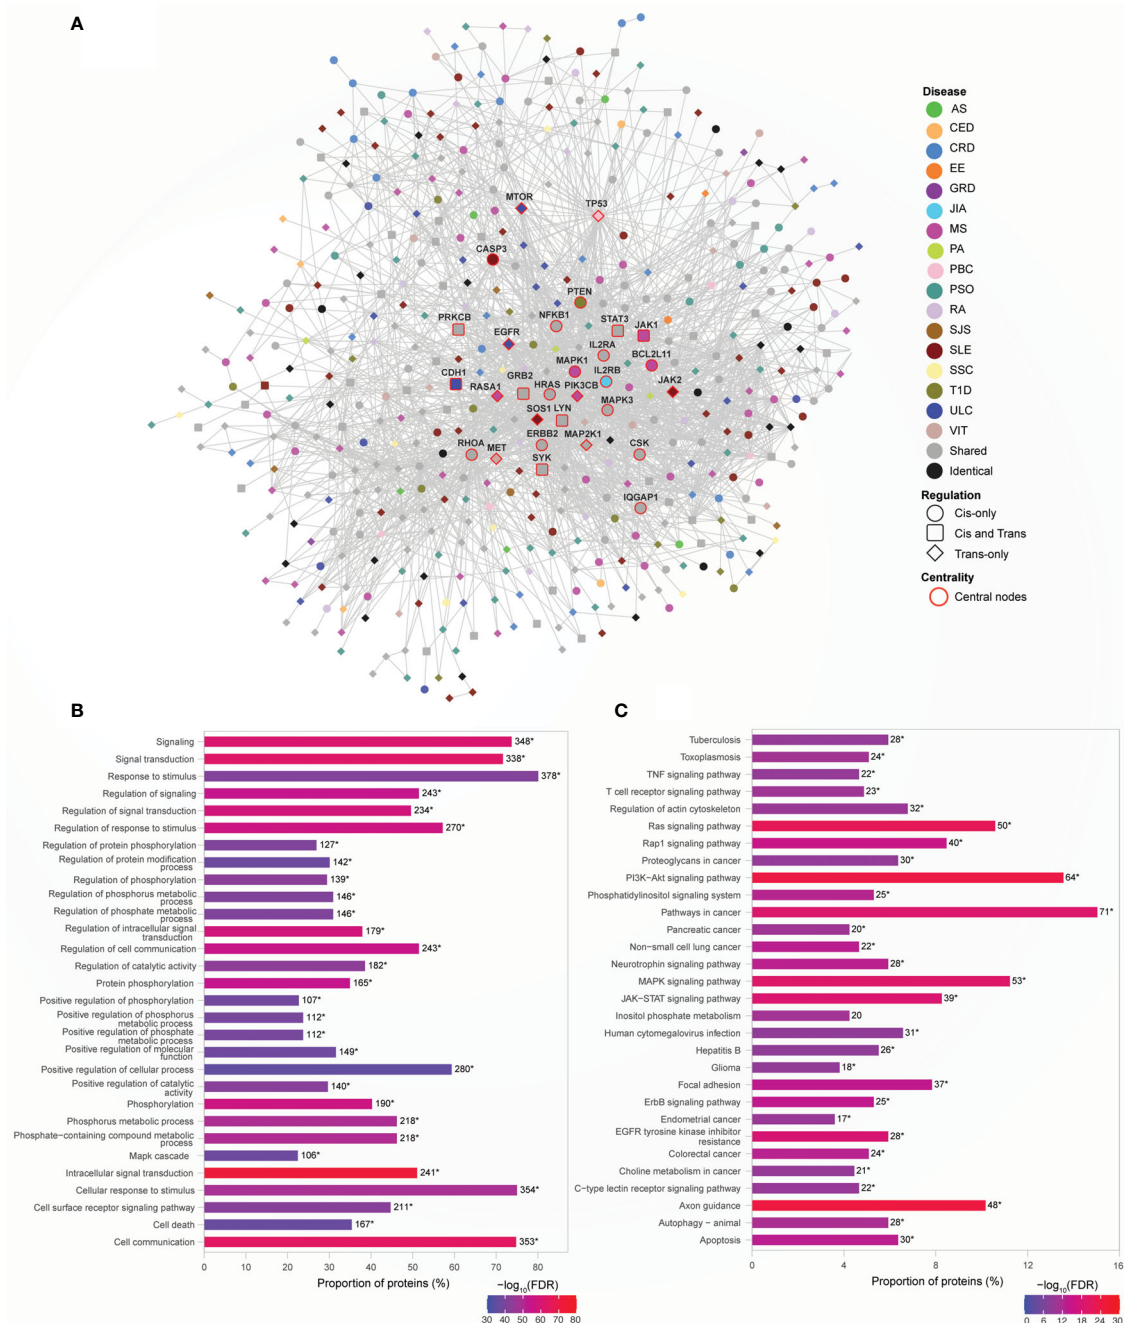 A
MTOR
TP53
CASP3
PTEN
NFKB1
PRKCB
STAT3
JAK1
EGFR
IL2RA
BCL2L11
MAPK1
CDH1
IL2RB
GRB2
JAK2
RASA1
HRAS
PIK3CB
MAPK3
SOS1
LYN
ERBB2
MAP2K1
RHOA
MET
CSK
SYK
IQGAP1
Disease
AS
CED
CRD
EE
GRD
JIA
MS
PA
PBC
PSO
RA
SJS
SLE
SSC
T1D
ULC
VIT
Shared
Identical
Regulation
Cis-only
Cis and Trans
Trans-only
Centrality
Central nodes
B
Signaling 348*
Signal transduction 338*
Response to stimulus 378*
Regulation of signaling 243*
Regulation of signal transduction 234*
Regulation of response to stimulus 270*
Regulation of protein phosphorylation 127*
Regulation of protein modification
process 142*
Regulation of phosphorylation 139*
Regulation of phosphorus metabolic
process 146*
Regulation of phosphate metabolic
process 146*
Regulation of intracellular signal
transduction 179*
Regulation of cell communication 243*
Regulation of catalytic activity 182*
Protein phosphorylation 165*
Positive regulation of phosphorylation 107*
Positive regulation of phosphorus
metabolic process 112*
Positive regulation of phosphate
metabolic process 112*
Positive regulation of molecular
function 149*
Positive regulation of cellular process 280*
Positive regulation of catalytic
activity 140*
Phosphorylation 190*
Phosphorus metabolic process 218*
Phosphate−containing compound metabolic
process 218*
Mapk cascade 106*
Intracellular signal transduction 241*
Cellular response to stimulus 354*
Cell surface receptor signaling pathway 211*
Cell death 167*
Cell communication 353*
0 10 20 30 40 50 60 70 80
Proportion of proteins (%)
−log10(FDR)
30 40 50 60 70 80
C
Tuberculosis 28*
Toxoplasmosis 24*
TNF signaling pathway 22*
T cell receptor signaling pathway 23*
Regulation of actin cytoskeleton 32*
Ras signaling pathway 50*
Rap1 signaling pathway 40*
Proteoglycans in cancer 30*
PI3K−Akt signaling pathway 64*
Phosphatidylinositol signaling system 25*
Pathways in cancer 71*
Pancreatic cancer 20*
Non−small cell lung cancer 22*
Neurotrophin signaling pathway 28*
MAPK signaling pathway 53*
JAK−STAT signaling pathway 39*
Inositol phosphate metabolism 20
Human cytomegalovirus infection 31*
Hepatitis B 26*
Glioma 18*
Focal adhesion 37*
ErbB signaling pathway 25*
Endometrial cancer 17*
EGFR tyrosine kinase inhibitor
resistance 28*
Colorectal cancer 24*
Choline metabolism in cancer 21*
C−type lectin receptor signaling pathway 22*
Axon guidance 48*
Autophagy − animal 28*
Apoptosis 30*
0 4 8 12 16
Proportion of proteins (%)
−log10(FDR)
0 6 12 18 24 30